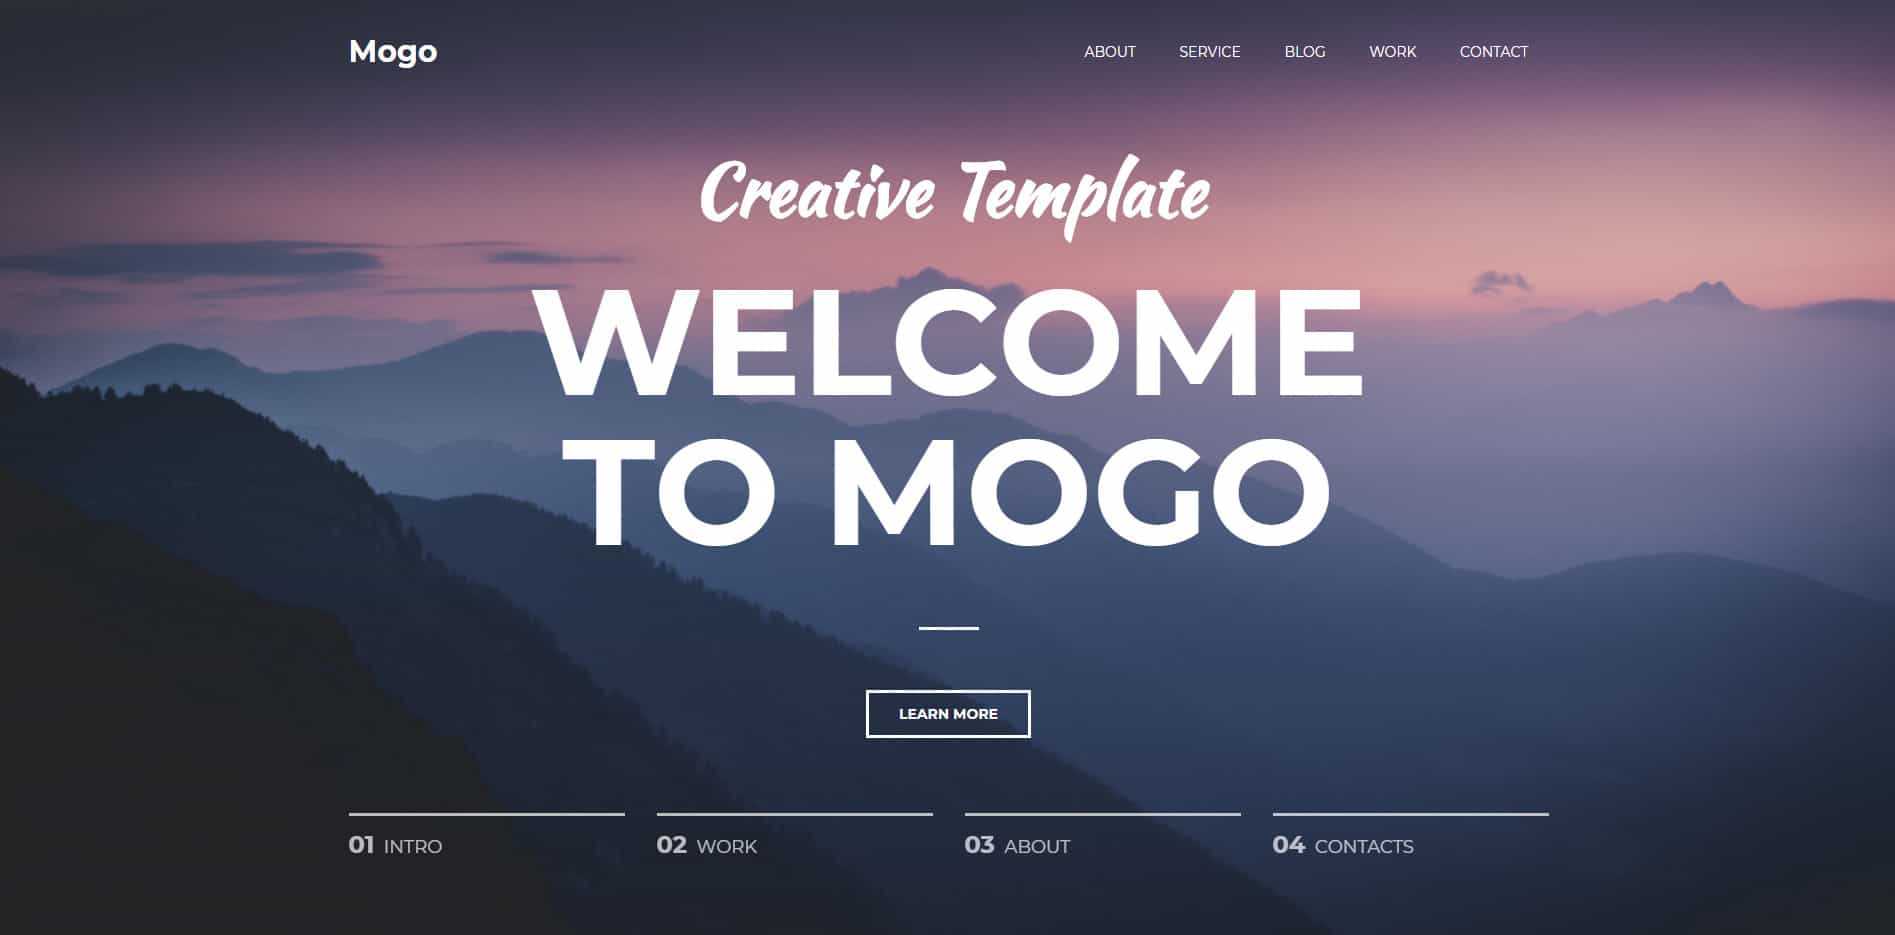 Mogo
ABOUT SERVICE BLOG WORK CONTACT
Creative Template
WELCOME
TO MOGO
LEARN MORE
01 INTRO
02 WORK
03 ABOUT
04 CONTACTS